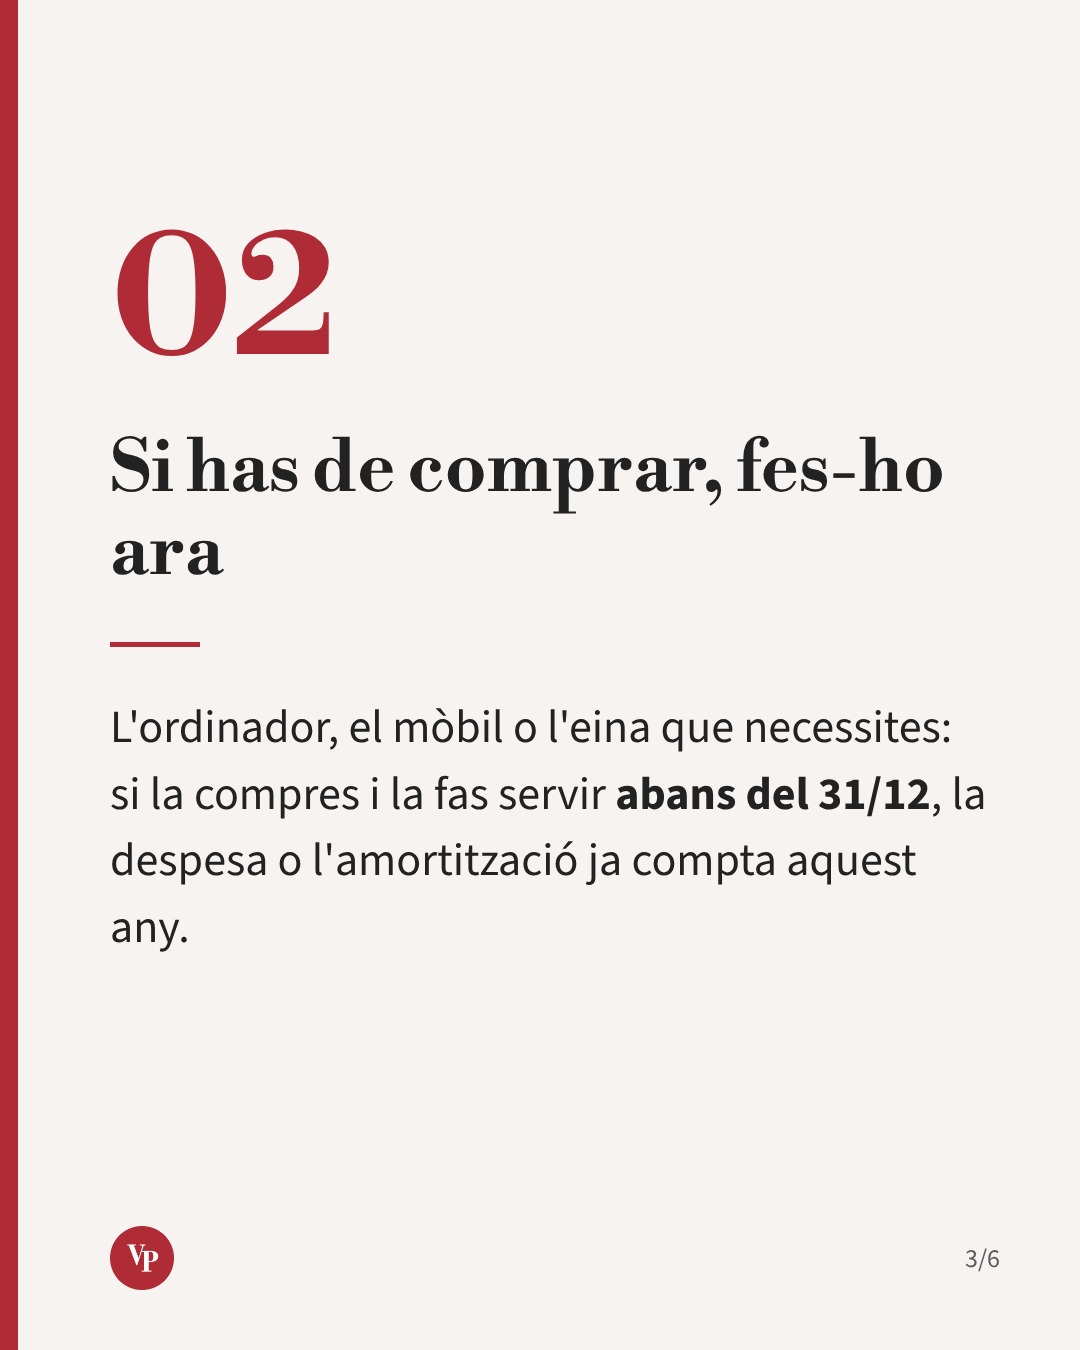 02
Si has de comprar, fes-ho
ara
L'ordinador, el mòbil o l'eina que necessites:
si la compres i la fas servir abans del 31/12, la
despesa o l'amortització ja compta aquest
any.
VP
3/6